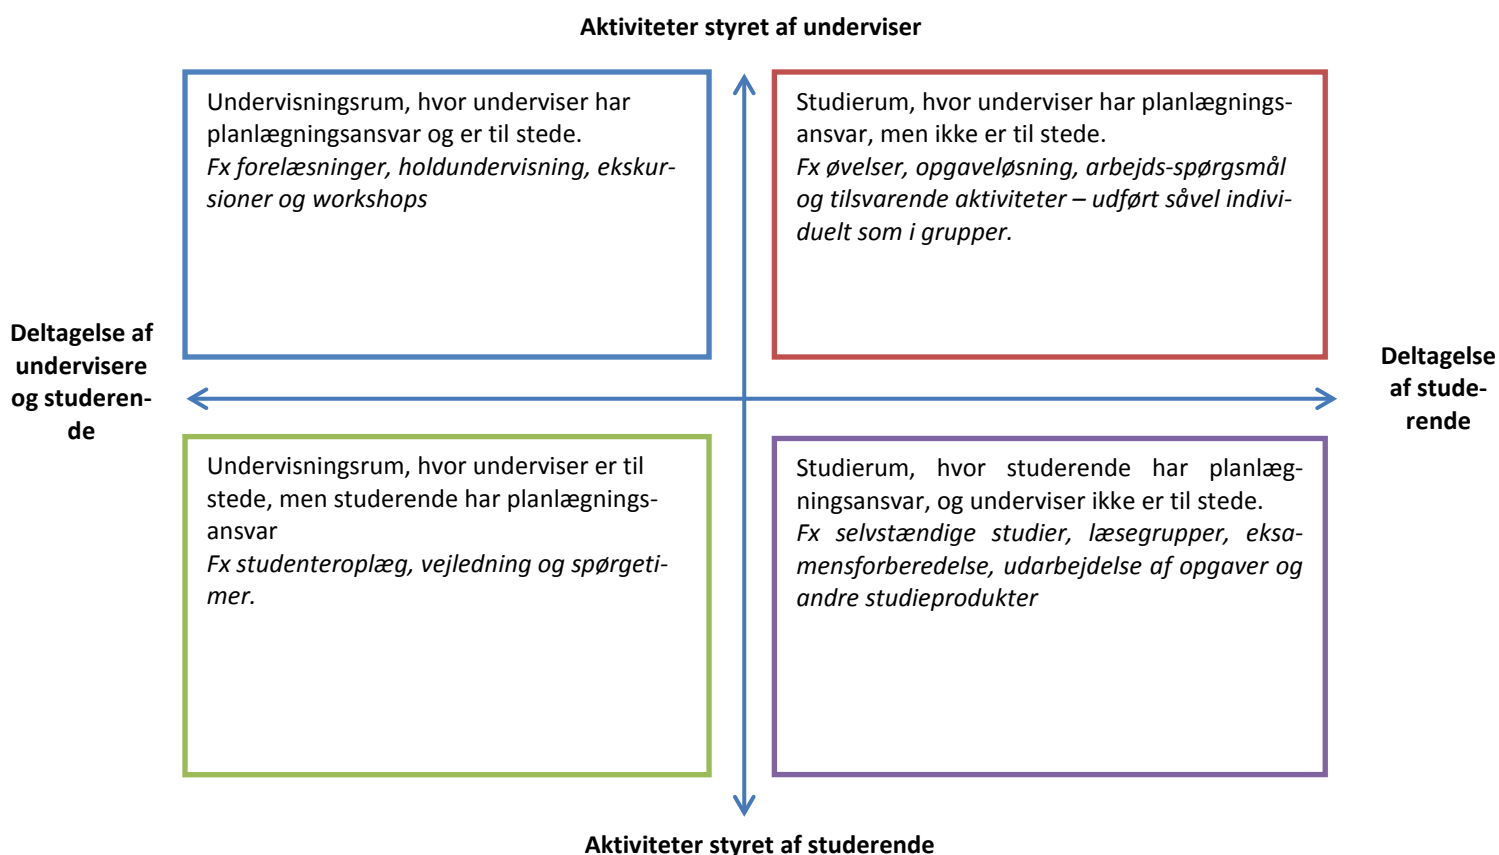 Aktiviteter styret af underviser
Undervisningsrum, hvor underviser har
planlægningsansvar og er til stede.
Fx forelæsninger, holdundervisning, ekskur-
sioner og workshops
Studierum, hvor underviser har planlægnings-
ansvar, men ikke er til stede.
Fx øvelser, opgaveløsning, arbejds-spørgsmål
og tilsvarende aktiviteter – udført såvel indivi-
duelt som i grupper.
Deltagelse af
undervisere
og studeren-
de
Deltagelse
af stude-
rende
Undervisningsrum, hvor underviser er til
stede, men studerende har planlægnings-
ansvar
Fx studenteroplæg, vejledning og spørgeti-
mer.
Studierum, hvor studerende har planlæg-
ningsansvar, og underviser ikke er til stede.
Fx selvstændige studier, læsegrupper, eksa-
mensforberedelse, udarbejdelse af opgaver og
andre studieprodukter
Aktiviteter styret af studerende